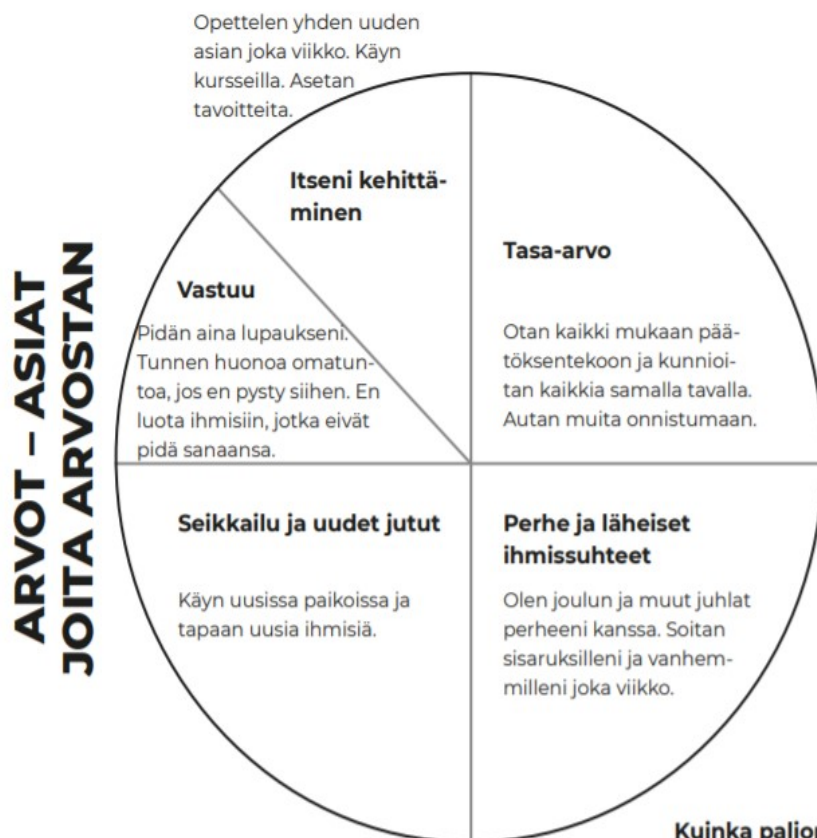 ARVOT – ASIAT
JOITA ARVOSTAN
Opettelen yhden uuden
asian joka viikko. Käyn
kursseilla. Asetan
tavoitteita.
Itseni kehittä-
minen
Tasa-arvo
Otan kaikki mukaan pää-
töksentekoon ja kunnioi-
tan kaikkia samalla tavalla.
Autan muita onnistumaan.
Vastuu
Pidän aina lupaukseni.
Tunnen huonoa omatun-
toa, jos en pysty siihen. En
luota ihmisiin, jotka eivät
pidä sanaansa.
Seikkailu ja uudet jutut
Käyn uusissa paikoissa ja
tapaan uusia ihmisiä.
Perhe ja läheiset
ihmissuhteet
Olen joulun ja muut juhlat
perheeni kanssa. Soitan
sisaruksilleni ja vanhem-
milleni joka viikko.
Kuinka